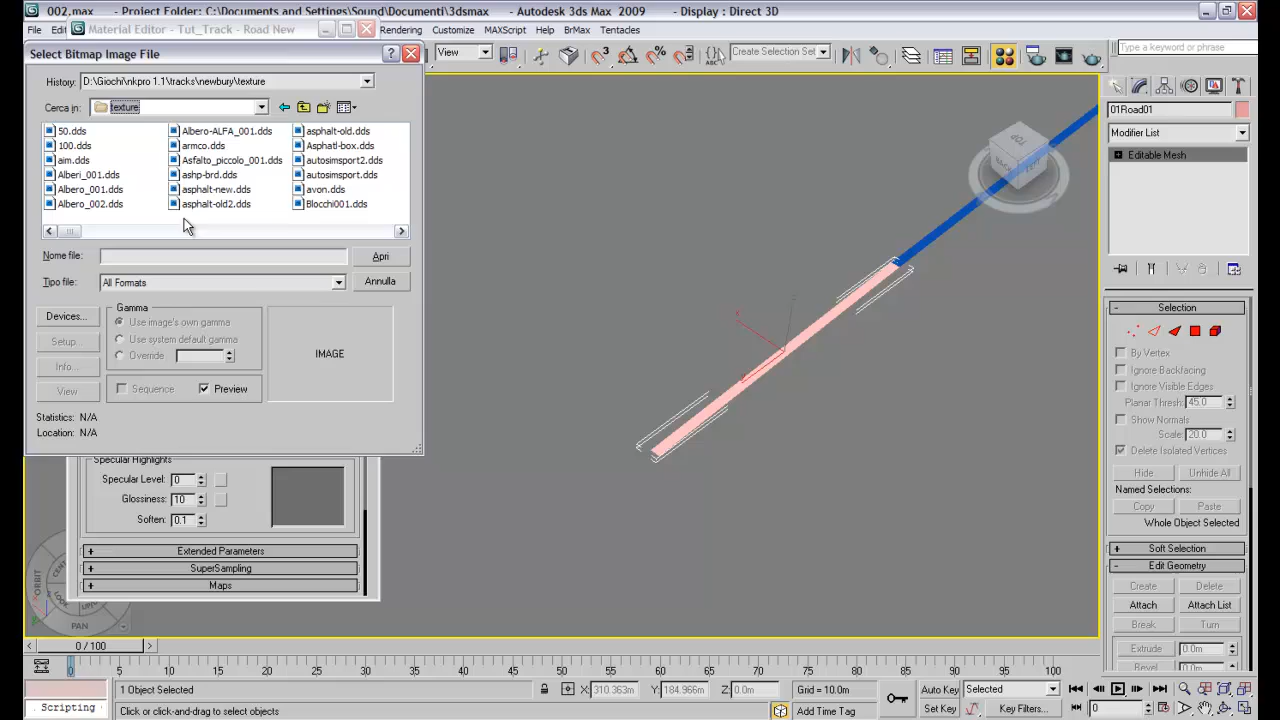 002.max - Project Folder: C:\Documents and Settings\Sound\Documenti\3dsmax - Autodesk 3ds Max 2009 - Display : Direct 3D
File Material Editor - Tut_Track - Road New Rendering Customize MAXScript Help BrMax Tentacles
Type a keyword or phrase
Select Bitmap Image File
View
Create Selection Set
History: D:\Giochi\nkpro 1.1\tracks\newbury\texture
Cerca in: texture
50.dds
100.dds
aim.dds
Alberi_001.dds
Albero_001.dds
Albero_002.dds
Albero-ALFA_001.dds
armco.dds
Asfalto_piccolo_001.dds
ashp-brd.dds
asphalt-new.dds
asphalt-old2.dds
asphalt-old.dds
Asphatl-box.dds
autosimsport2.dds
autosimsport.dds
avon.dds
Blocchi001.dds
Nome file: Apri
Tipo file: All Formats Annulla
Devices...
Setup...
Info...
View
Gamma
Use image's own gamma
Use system default gamma
Override
Sequence Preview
IMAGE
Statistics: N/A
Location: N/A
Specular Highlights
Specular Level: 0
Glossiness: 10
Soften: 0.1
+ Extended Parameters
+ SuperSampling
+ Maps
ORBIT
CENT
LOOK
PAN
TOP
LEFT
01Road01
Modifier List
Editable Mesh
- Selection
By Vertex
Ignore Backfacing
Ignore Visible Edges
Planar Thresh: 45.0
Show Normals
Scale: 20.0
Delete Isolated Vertices
Hide Unhide All
Named Selections:
Copy Paste
Whole Object Selected
+ Soft Selection
- Edit Geometry
Create Delete
Attach Attach List
Break Turn
Extrude 0.0m
Bevel 0.0m
0 / 100
0 5 10 15 20 25 30 35 40 45 50 55 60 65 70 75 80 85 90 95 100
1 Object Selected X: 310.363m Y: 184.966m Z: 0.0m Grid = 10.0m Auto Key Selected
Scripting Click or click-and-drag to select objects Add Time Tag Set Key Key Filters... 0